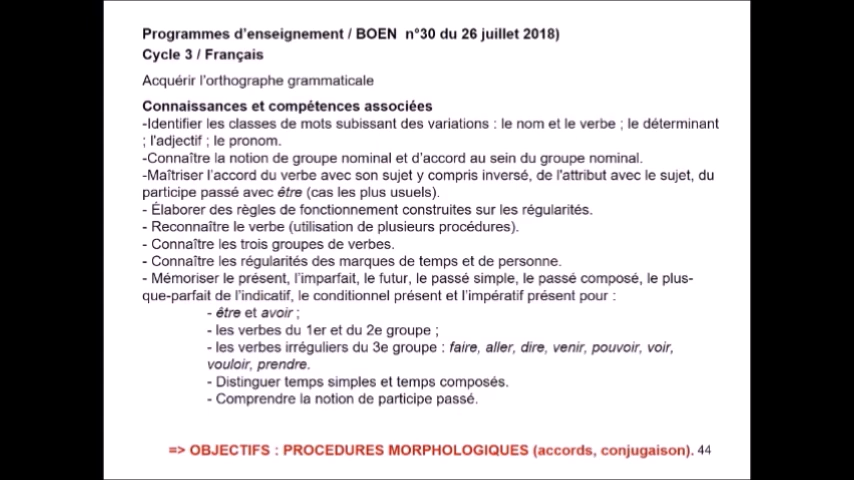 Programmes d'enseignement / BOEN n°30 du 26 juillet 2018)
Cycle 3 / Français
Acquérir l'orthographe grammaticale
Connaissances et compétences associées
-Identifier les classes de mots subissant des variations : le nom et le verbe ; le déterminant
; l'adjectif ; le pronom.
-Connaître la notion de groupe nominal et d'accord au sein du groupe nominal.
-Maîtriser l'accord du verbe avec son sujet y compris inversé, de l'attribut avec le sujet, du
participe passé avec être (cas les plus usuels).
- Élaborer des règles de fonctionnement construites sur les régularités.
- Reconnaître le verbe (utilisation de plusieurs procédures).
- Connaître les trois groupes de verbes.
- Connaître les régularités des marques de temps et de personne.
- Mémoriser le présent, l'imparfait, le futur, le passé simple, le passé composé, le plus-
que-parfait de l'indicatif, le conditionnel présent et l'impératif présent pour :
- être et avoir ;
- les verbes du 1er et du 2e groupe ;
- les verbes irréguliers du 3e groupe : faire, aller, dire, venir, pouvoir, voir,
vouloir, prendre.
- Distinguer temps simples et temps composés.
- Comprendre la notion de participe passé.
=> OBJECTIFS : PROCEDURES MORPHOLOGIQUES (accords, conjugaison). 44